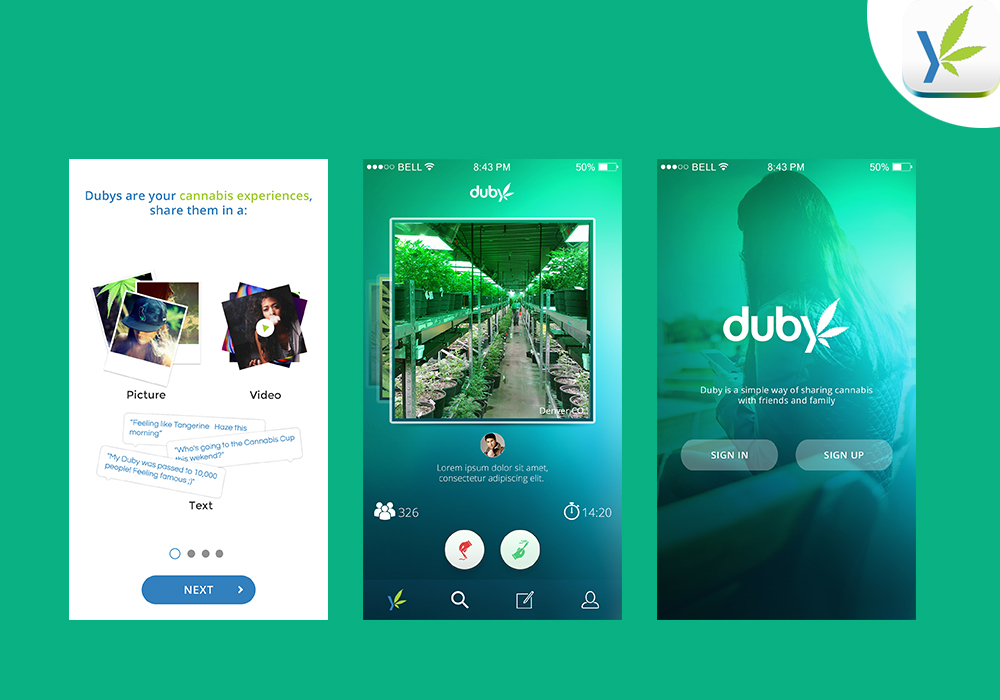 Dubys are your cannabis experiences,
share them in a:
Picture
Video
"Feeling like Tangerine Haze this
morning"
"Who's going to the Cannabis Cup
this weekend?"
"My Duby was passed to 10,000
people! Feeling famous ;)"
Text
NEXT
BELL
8:43 PM
50%
duby
Denver CO
Lorem ipsum dolor sit amet,
consectetur adipiscing elit.
326
14:20
BELL
8:43 PM
50%
duby
Duby is a simple way of sharing cannabis
with friends and family
SIGN IN
SIGN UP